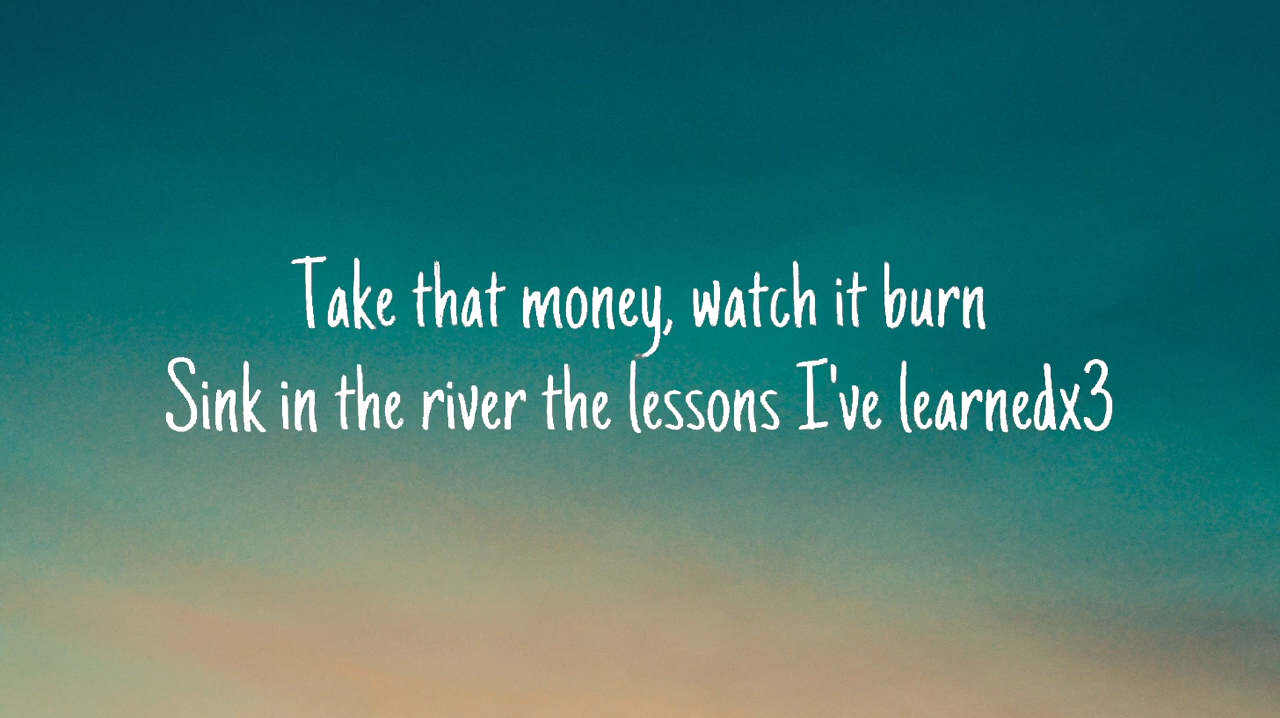 Take that money, watch it burn
Sink in the river the lessons I've learnedx3